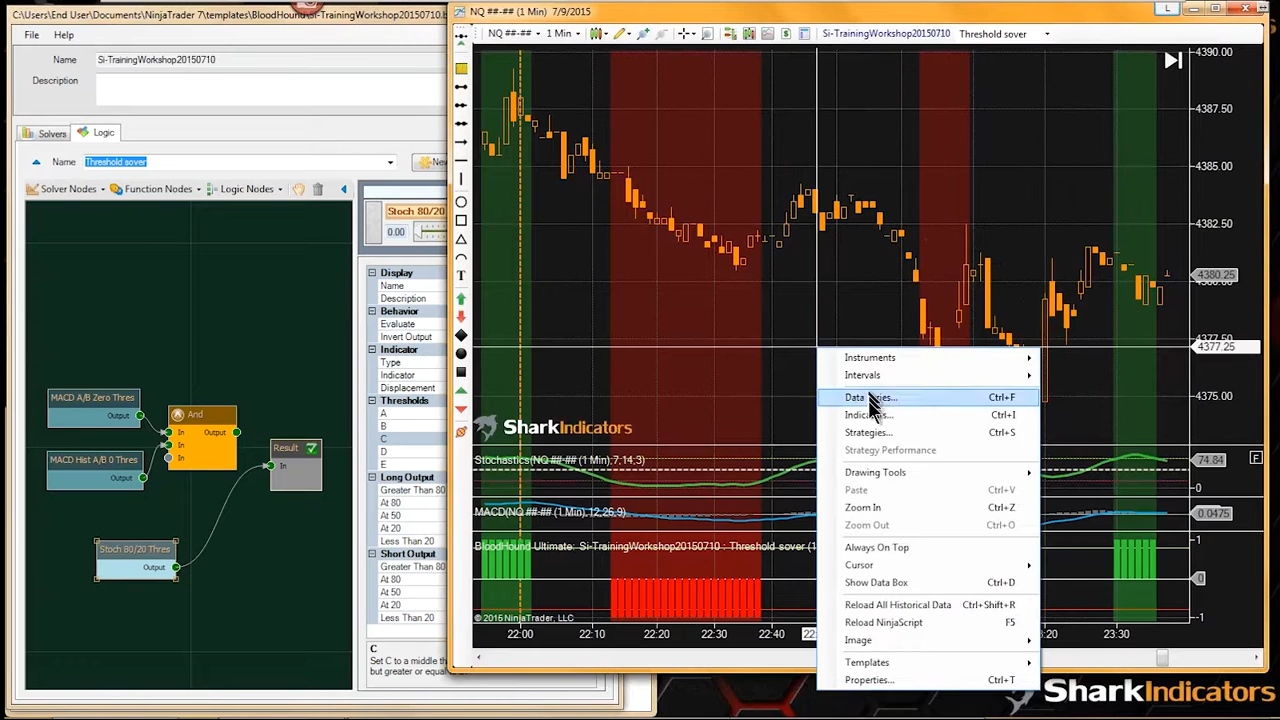 C:\Users\End User\Documents\NinjaTrader 7\templates\BloodHound\Si-TrainingWorkshop20150710.b
File Help
Name Si-TrainingWorkshop20150710
Description
Solvers Logic
Name Threshold sover New
Solver Nodes Function Nodes Logic Nodes
MACD A/B Zero Thres
Output
And
In
In
In
Output
MACD Hist A/B 0 Thres
Output
Result
In
Stoch 80/20 Thres
Output
Stoch 80/20
0.00
Display
Name
Description
Behavior
Evaluate
Invert Output
Indicator
Type
Indicator
Displacement
Thresholds
A
B
C
D
E
Long Output
Greater Than 80
At 80
At 50
At 20
Less Than 20
Short Output
Greater Than 80
At 80
At 50
At 20
Less Than 20
C
Set C to a middle th
but greater or equal
NQ ##-## (1 Min) 7/9/2015
L
NQ ##-## 1 Min Si-TrainingWorkshop20150710 Threshold sover
T
4390.00
4387.50
4385.00
4382.50
4380.25
4380.00
4377.50
4377.25
4375.00
SharkIndicators
Stochastics(NQ ##-## (1 Min),7,14,3)
74.84
F
0
MACD(NQ ##-## (1 Min),12,26,9)
0.0475
BloodHound Ultimate: Si-TrainingWorkshop20150710 : Threshold sover (1
1
0
-1
© 2015 NinjaTrader, LLC
22:00 22:10 22:20 22:30 22:40 23:20 23:30
Instruments
Intervals
Data Ctrl+F
Ctrl+I
Strategies... Ctrl+S
Strategy Performance
Drawing Tools
Paste Ctrl+V
Zoom In Ctrl+Z
Zoom Out Ctrl+O
Always On Top
Cursor
Show Data Box Ctrl+D
Reload All Historical Data Ctrl+Shift+R
Reload NinjaScript F5
Image
Templates
Properties... Ctrl+T
SharkIndicators